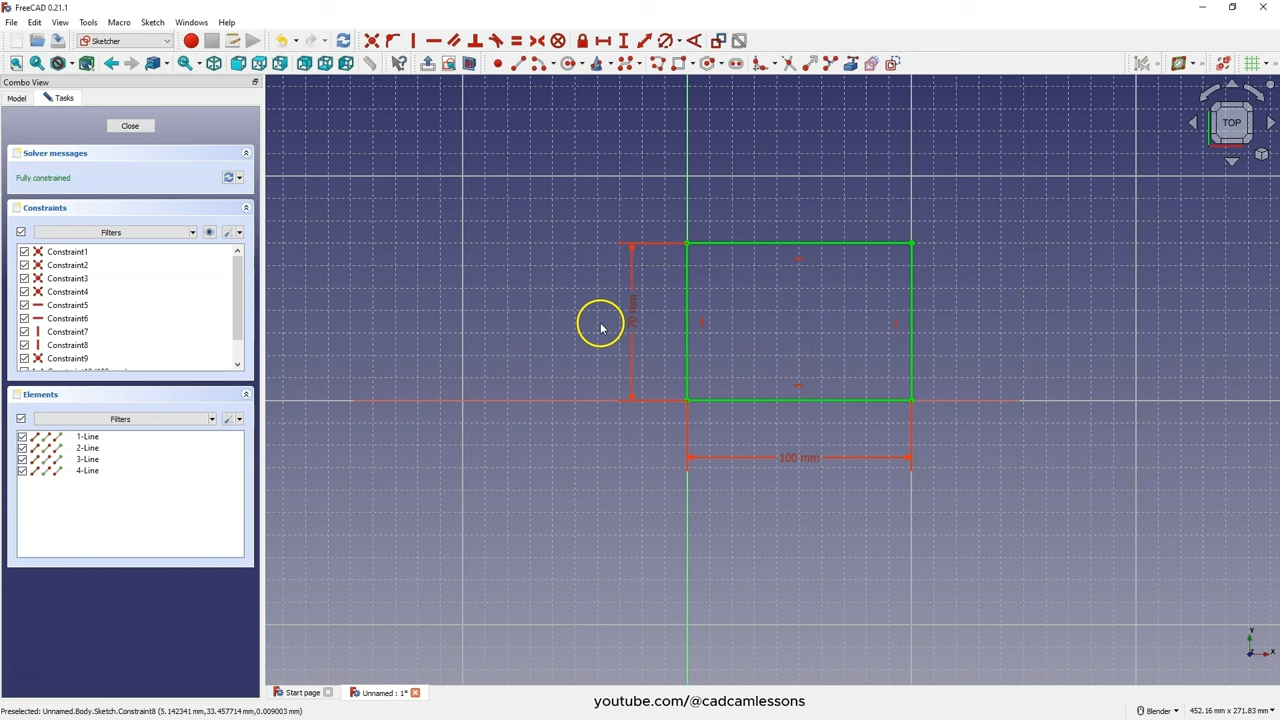 FreeCAD 0.21.1
File Edit View Tools Macro Sketch Windows Help
Sketcher
Combo View
Model Tasks
Close
Solver messages
Fully constrained
Constraints
Filters
Constraint1
Constraint2
Constraint3
Constraint4
Constraint5
Constraint6
Constraint7
Constraint8
Constraint9
Elements
Filters
1-Line
2-Line
3-Line
4-Line
TOP
70 mm
100 mm
Y
Z X
Start page Unnamed : 1*
youtube.com/@cadcamlessons
Preselected: Unnamed.Body.Sketch.Constraint8 (5.142341 mm,33.457714 mm,0.009003 mm)
Blender 452.16 mm x 271.83 mm